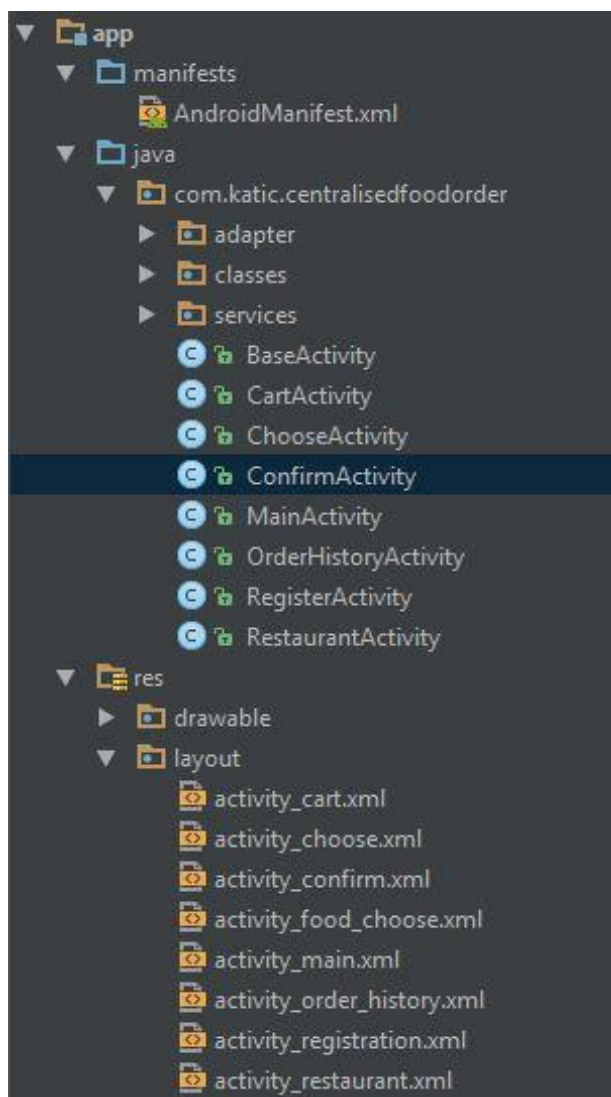 app
manifests
AndroidManifest.xml
java
com.katic.centralisedfoodorder
adapter
classes
services
BaseActivity
CartActivity
ChooseActivity
ConfirmActivity
MainActivity
OrderHistoryActivity
RegisterActivity
RestaurantActivity
res
drawable
layout
activity_cart.xml
activity_choose.xml
activity_confirm.xml
activity_food_choose.xml
activity_main.xml
activity_order_history.xml
activity_registration.xml
activity_restaurant.xml